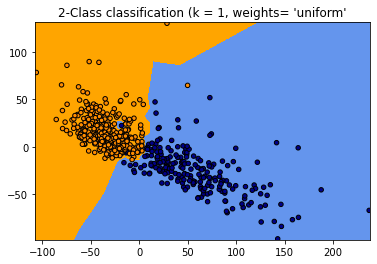 2-Class classification (k = 1, weights= 'uniform'
100
50
0
−50
−100 −50 0 50 100 150 200